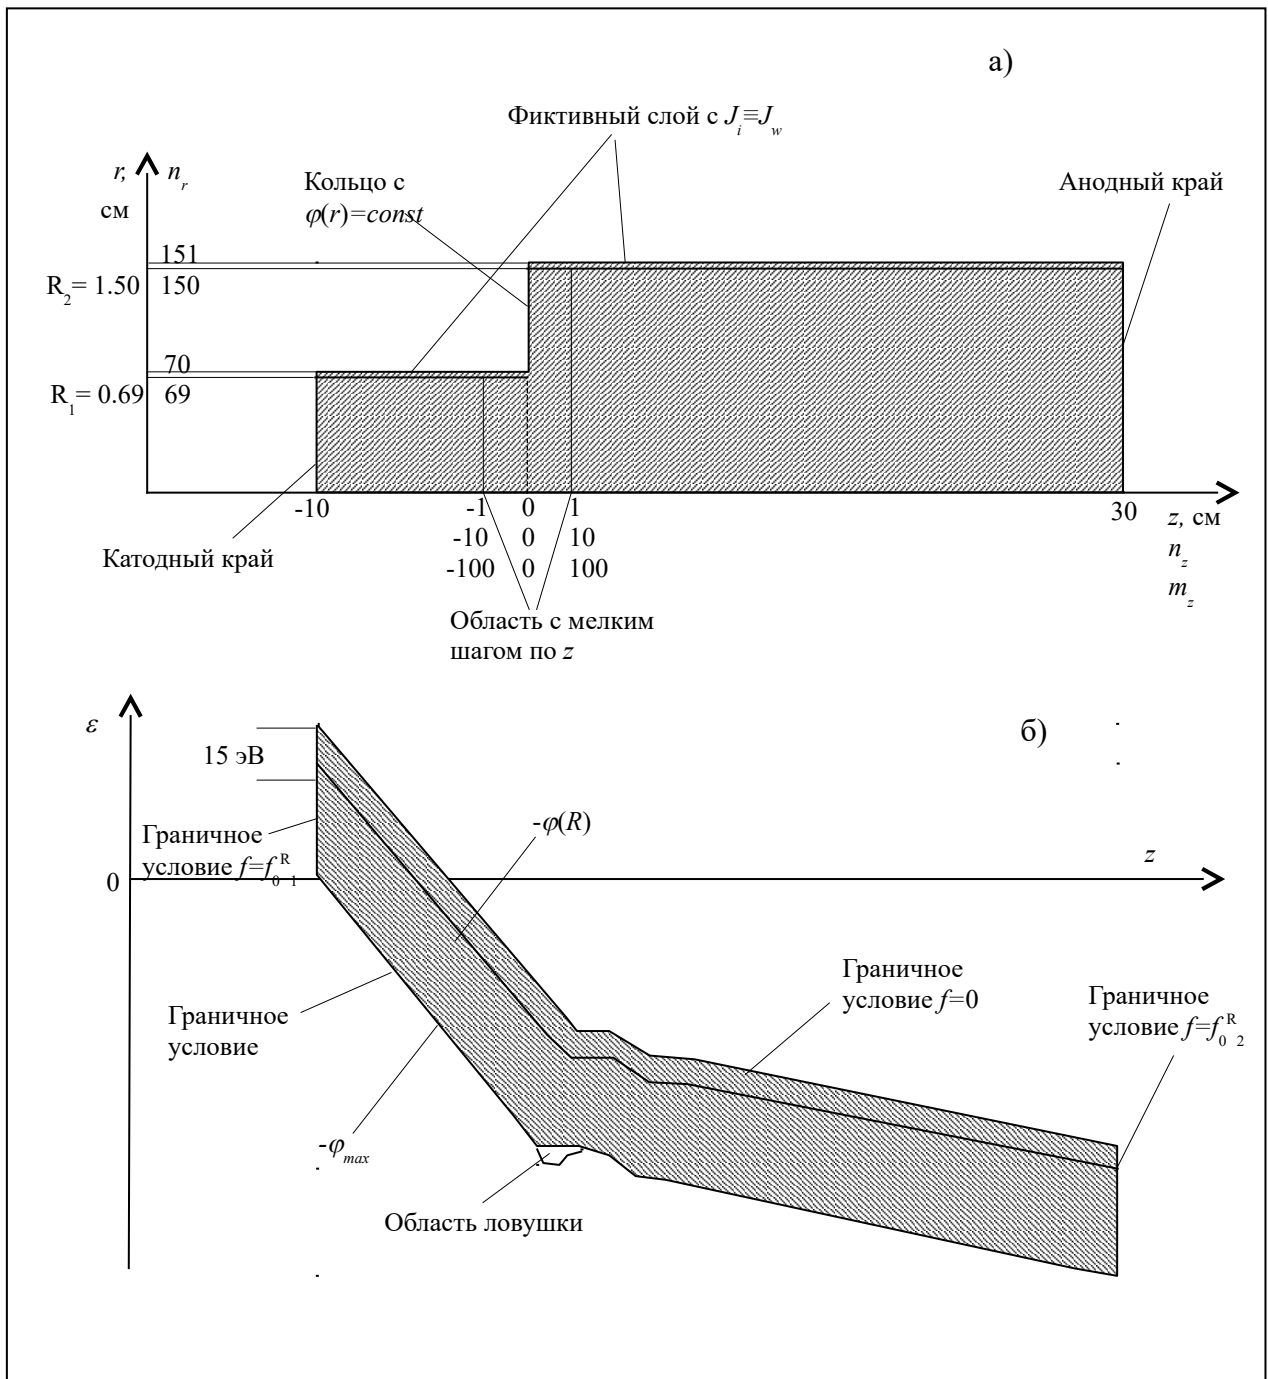 а)
Фиктивный слой с J_i≡J_w
r, n_r
см
Кольцо с
φ(r)=const
Анодный край
151
R_2= 1.50 150
70
R_1= 0.69 69
-10 -1 0 1 30 z, см
-10 0 10 n_z
-100 0 100 m_z
Катодный край
Область с мелким
шагом по z
ε
б)
15 эВ
-φ(R)
Граничное
условие f=f_0^R_1
z
0
Граничное
условие f=0
Граничное
условие f=f_0^R_2
Граничное
условие
-φ_max
Область ловушки